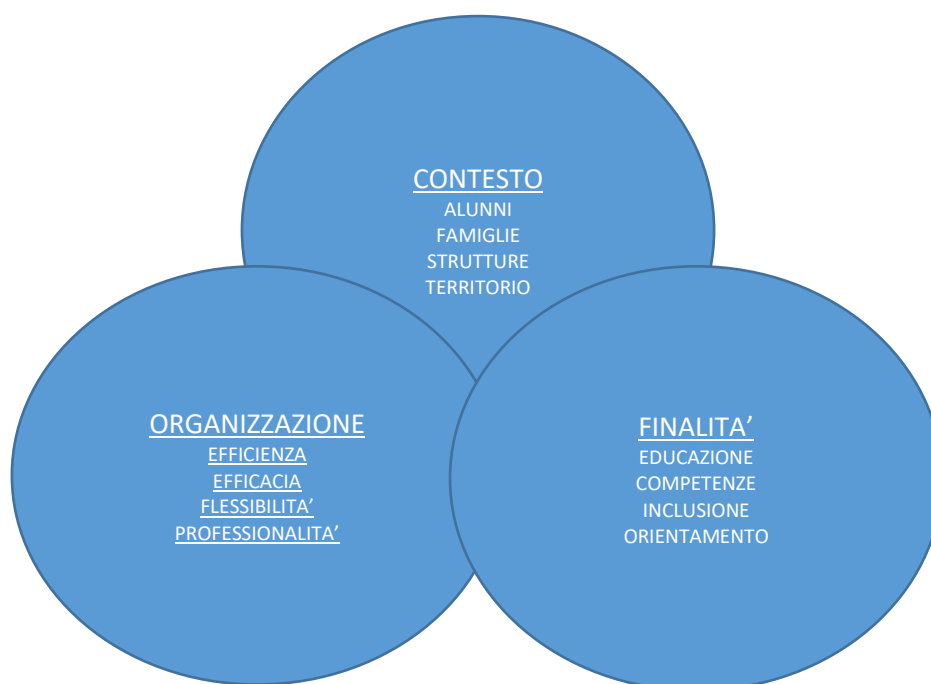 CONTESTO
ALUNNI
FAMIGLIE
STRUTTURE
TERRITORIO
ORGANIZZAZIONE
EFFICIENZA
EFFICACIA
FLESSIBILITA’
PROFESSIONALITA’
FINALITA’
EDUCAZIONE
COMPETENZE
INCLUSIONE
ORIENTAMENTO